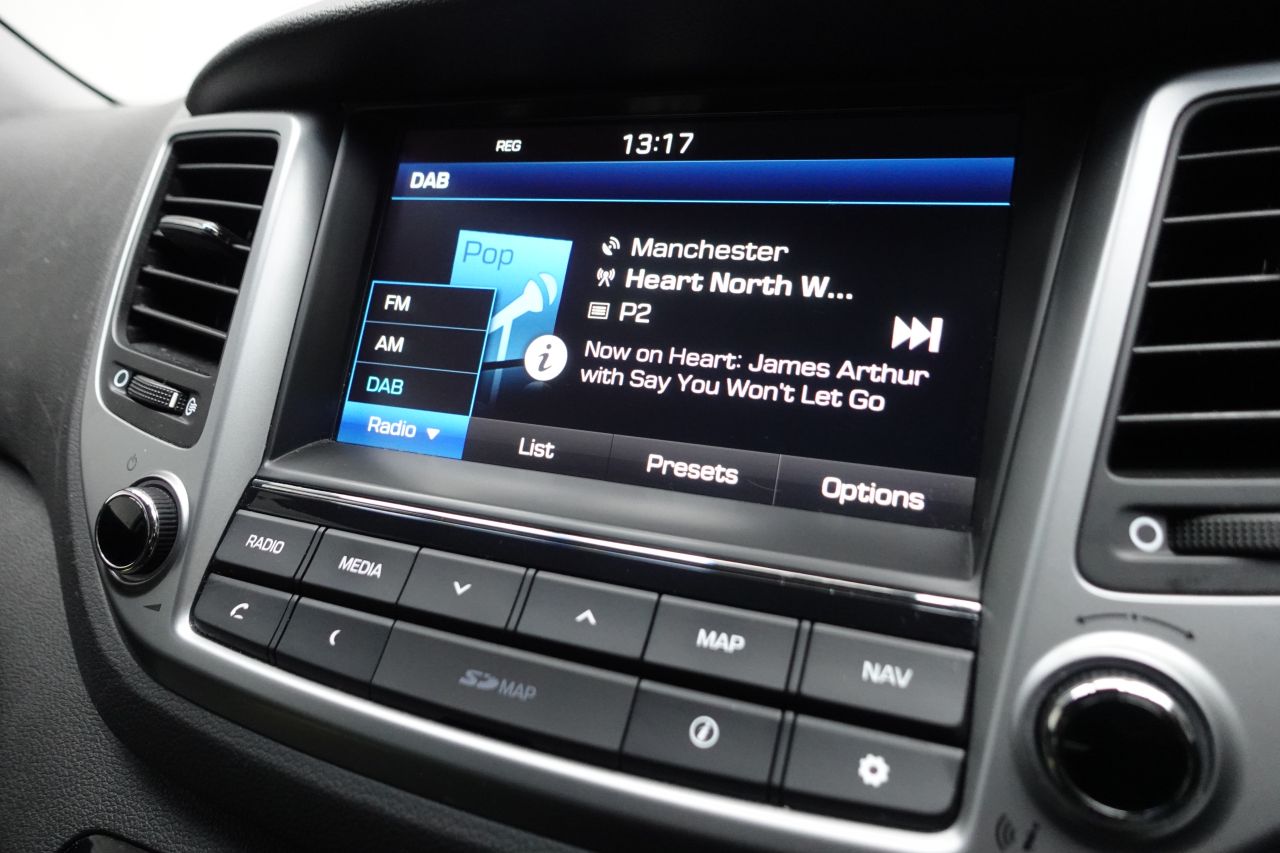 REG 13:17
DAB
Pop
Manchester
Heart North W...
P2
Now on Heart: James Arthur
with Say You Won't Let Go
FM
AM
DAB
Radio
List
Presets
Options
RADIO
MEDIA
MAP
NAV
SD MAP
i